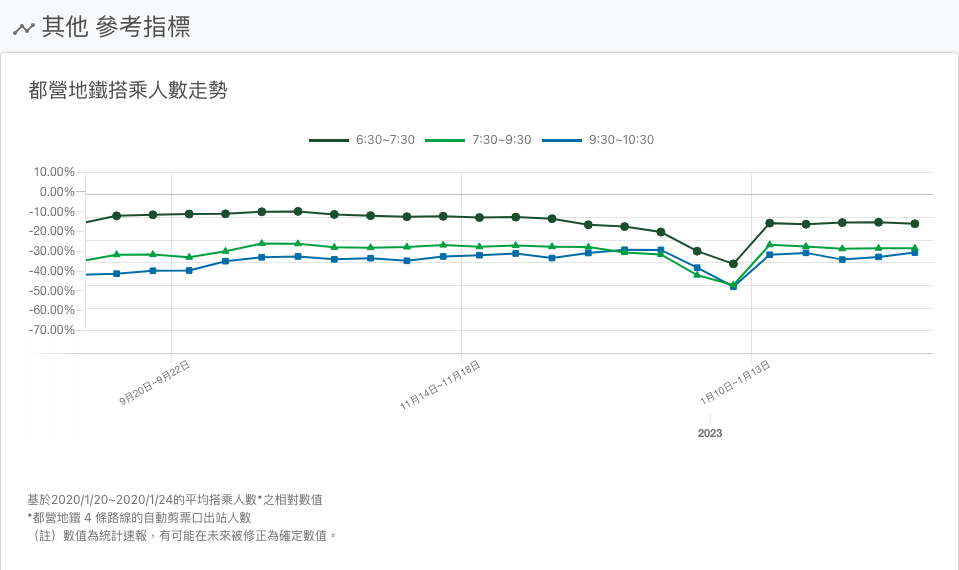 其他 參考指標
都營地鐵搭乘人數走勢
6:30~7:30 7:30~9:30 9:30~10:30
10.00%
0.00%
-10.00%
-20.00%
-30.00%
-40.00%
-50.00%
-60.00%
-70.00%
9月20日~9月22日 11月14日~11月18日 1月10日~1月13日
2023
基於2020/1/20~2020/1/24的平均搭乘人數*之相對數值
*都營地鐵 4 條路線的自動剪票口出站人數
（註）數值為統計速報，有可能在未來被修正為確定數值。